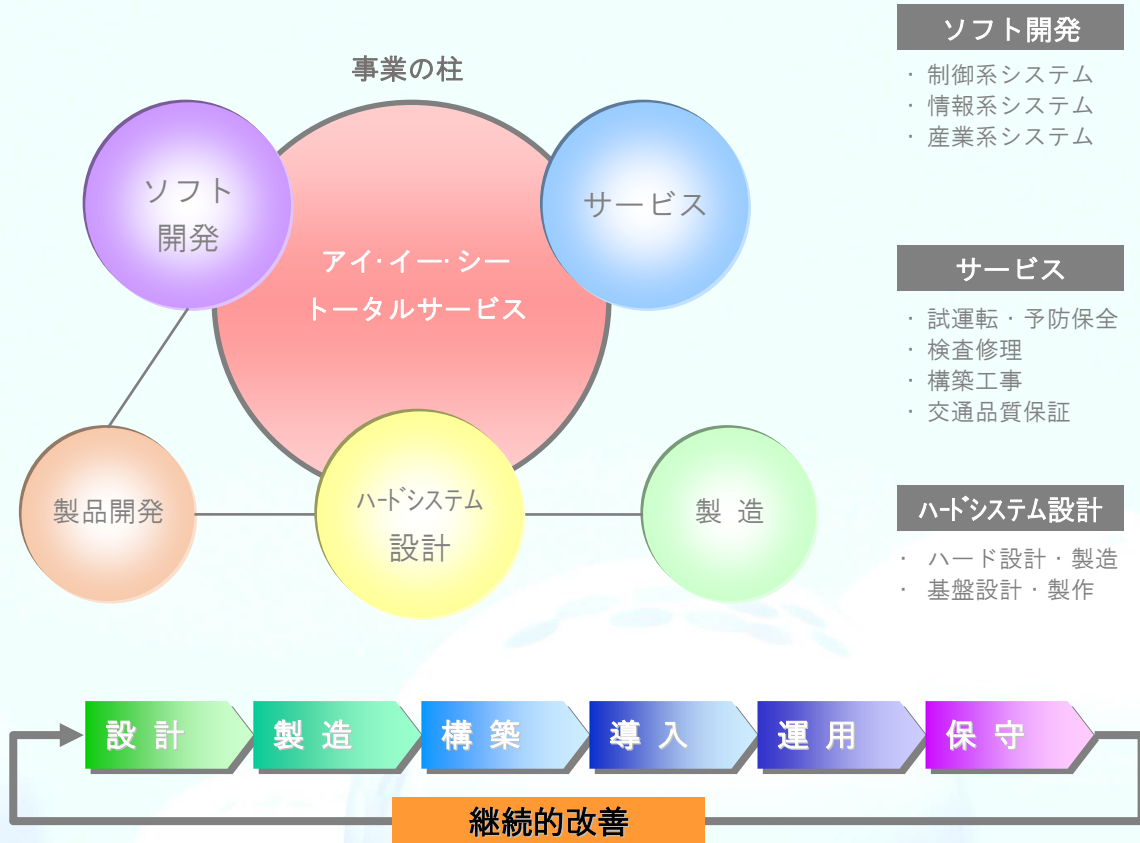 事業の柱
ソフト
開発
サービス
アイ・イー・シー
トータルサービス
製品開発
ﾊｰﾄﾞｼｽﾃﾑ
設計
製 造
ソフト開発
・ 制御系システム
・ 情報系システム
・ 産業系システム
サービス
・ 試運転・予防保全
・ 検査修理
・ 構築工事
・ 交通品質保証
ﾊｰﾄﾞｼｽﾃﾑ設計
・ ハード設計・製造
・ 基盤設計・製作
設 計
製 造
構 築
導 入
運 用
保 守
継続的改善